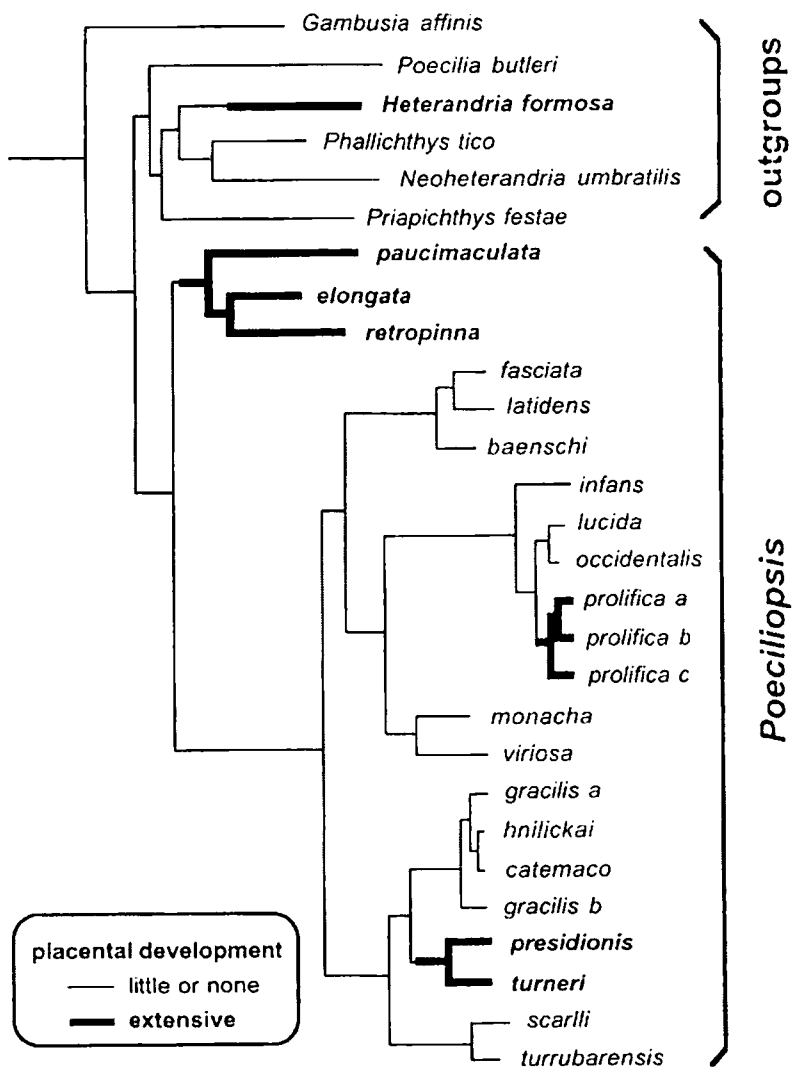 Gambusia affinis
Poecilia butleri
Heterandria formosa
Phallichthys tico
Neoheterandria umbratilis
Priapichthys festae
outgroups
paucimaculata
elongata
retropinna
fasciata
latidens
baenschi
infans
lucida
occidentalis
prolifica a
prolifica b
prolifica c
monacha
viriosa
gracilis a
hnilickai
catemaco
gracilis b
presidionis
turneri
scarlli
turrubarensis
Poeciliopsis
placental development
little or none
extensive